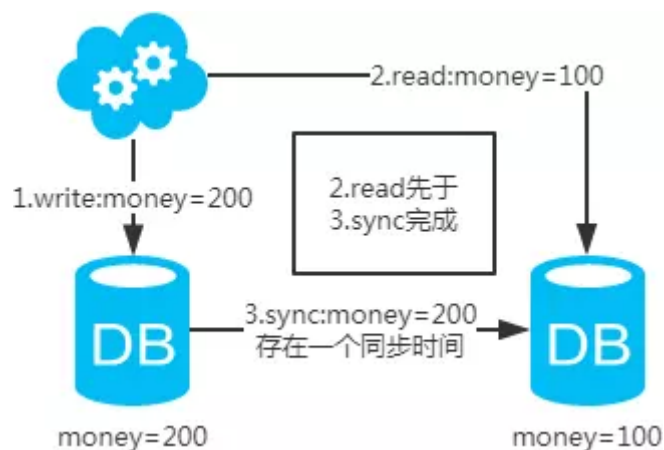 2.read:money=100
1.write:money=200
2.read先于
3.sync完成
DB
3.sync:money=200
存在一个同步时间
DB
money=200
money=100